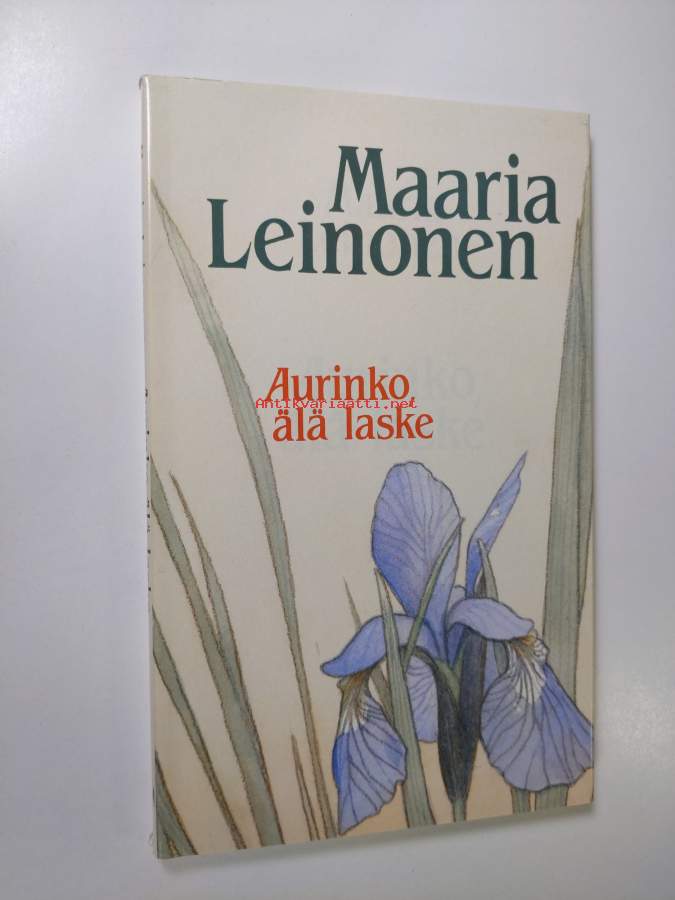 Maaria
Leinonen
Aurinko,
Antikvariaatti.net
älä laske